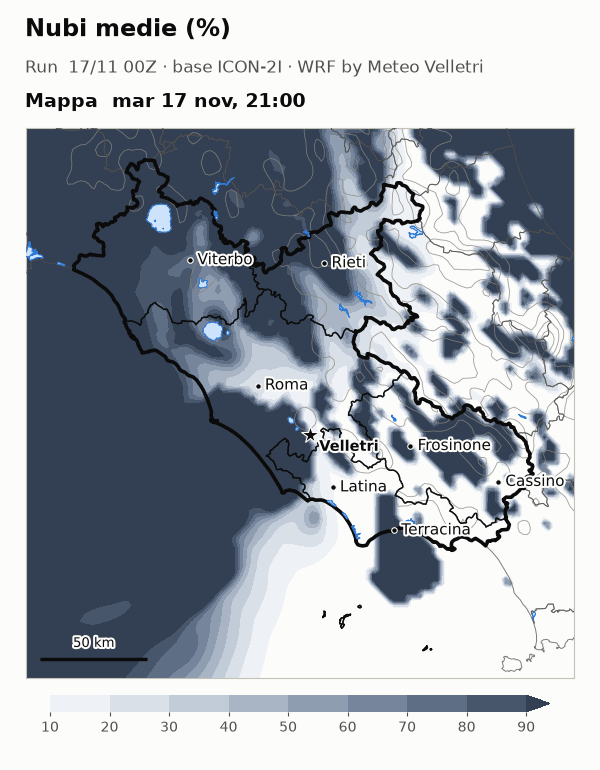 Nubi medie (%)
Run  17/11 00Z · base ICON-2I · WRF by Meteo Velletri
Mappa  mar 17 nov, 21:00
Viterbo
Rieti
Roma
Velletri
Frosinone
Latina
Cassino
Terracina
50 km
10 20 30 40 50 60 70 80 90